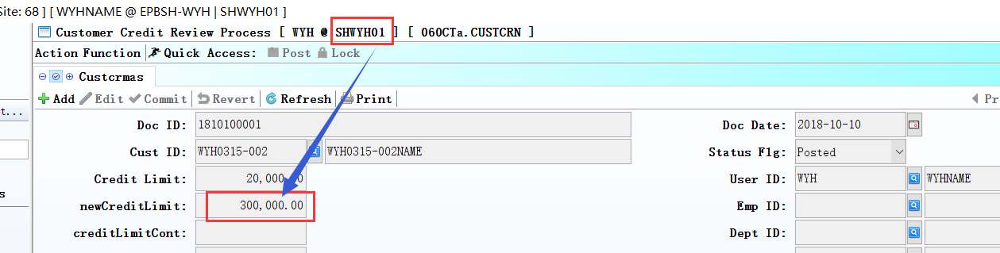 Site: 68 ] [ WYHNAME @ EPBSH-WYH | SHWYH01 ]
Customer Credit Review Process [ WYH @ SHWYH01 ] [ 060CTa.CUSTCRN ]
Action Function Quick Access: Post Lock
Custcrmas
Add Edit Commit Revert Refresh Print Pr
t...
Doc ID: 1810100001 Doc Date: 2018-10-10
Cust ID: WYH0315-002 WYH0315-002NAME Status Flg: Posted
Credit Limit: 20,000.00 User ID: WYH WYHNAME
s
newCreditLimit: 300,000.00 Emp ID:
creditLimitCont: Dept ID: